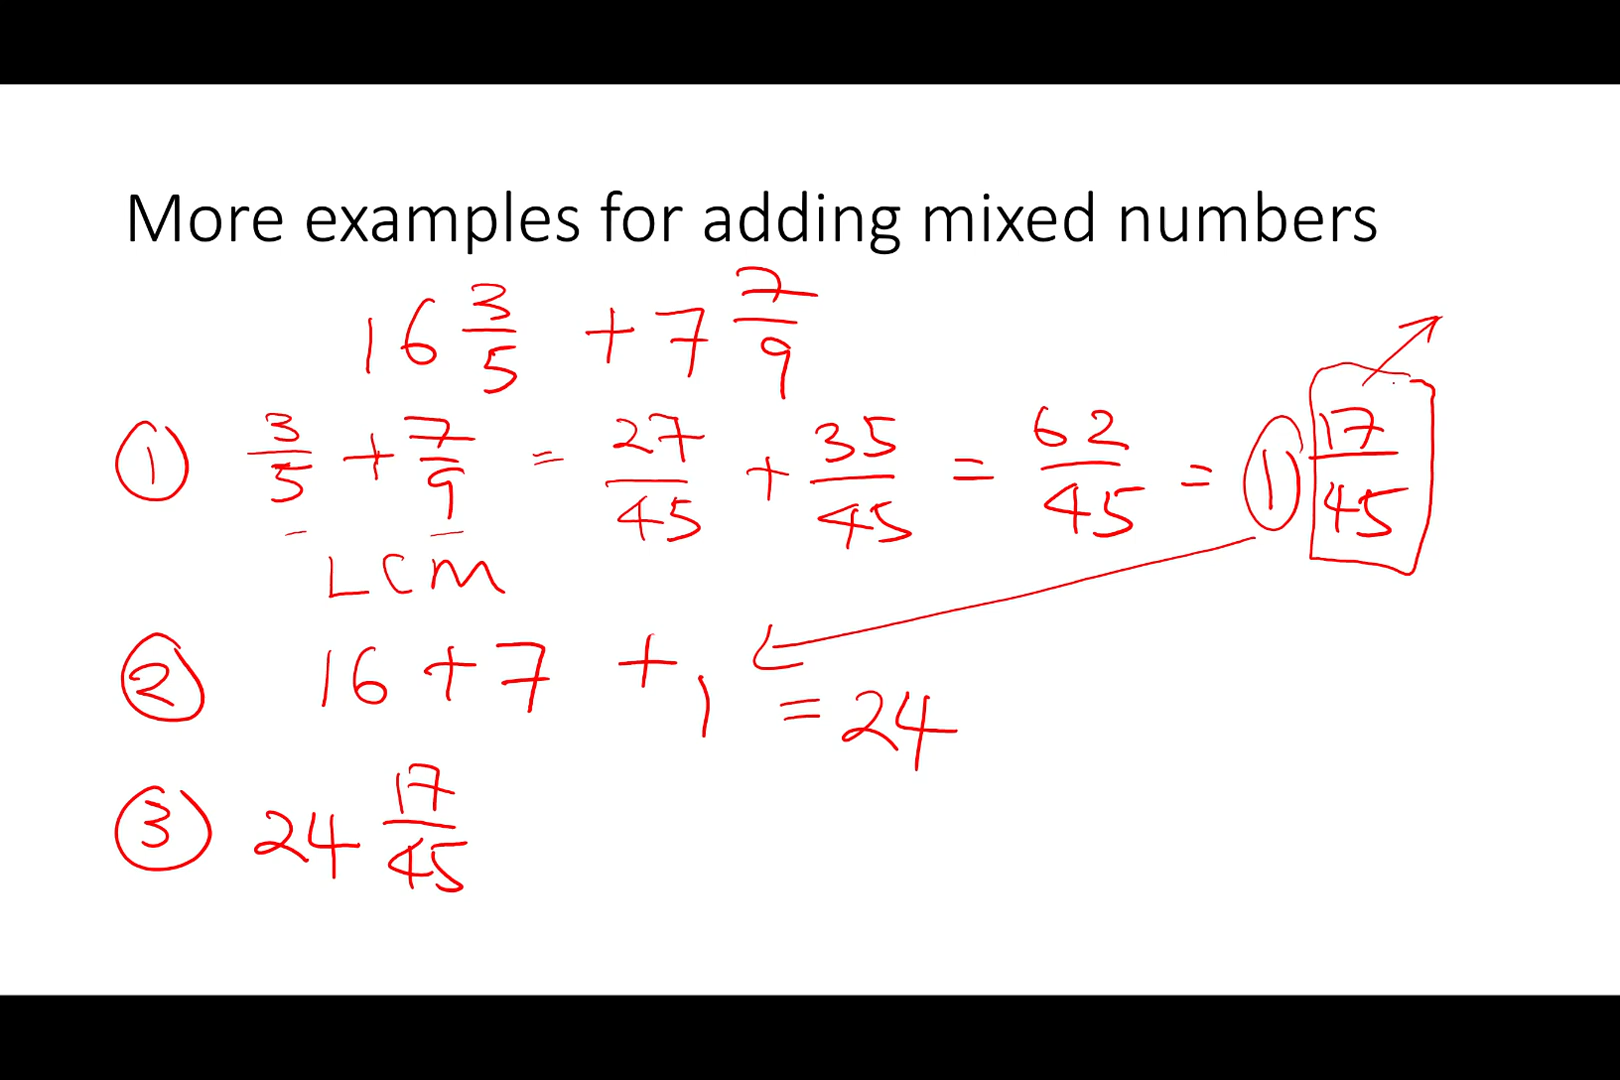 More examples for adding mixed numbers
16 3/5 + 7 7/9
① 3/5 + 7/9 = 27/45 + 35/45 = 62/45 = 1 17/45
LCM
② 16 + 7 + 1 = 24
③ 24 17/45